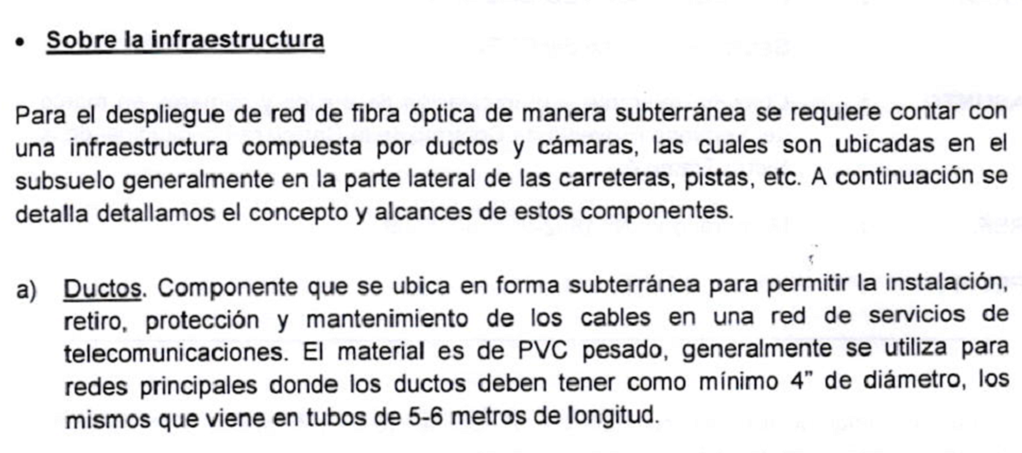 • Sobre la infraestructura
Para el despliegue de red de fibra óptica de manera subterránea se requiere contar con
una infraestructura compuesta por ductos y cámaras, las cuales son ubicadas en el
subsuelo generalmente en la parte lateral de las carreteras, pistas, etc. A continuación se
detalla detallamos el concepto y alcances de estos componentes.
a) Ductos. Componente que se ubica en forma subterránea para permitir la instalación,
retiro, protección y mantenimiento de los cables en una red de servicios de
telecomunicaciones. El material es de PVC pesado, generalmente se utiliza para
redes principales donde los ductos deben tener como mínimo 4" de diámetro, los
mismos que viene en tubos de 5-6 metros de longitud.